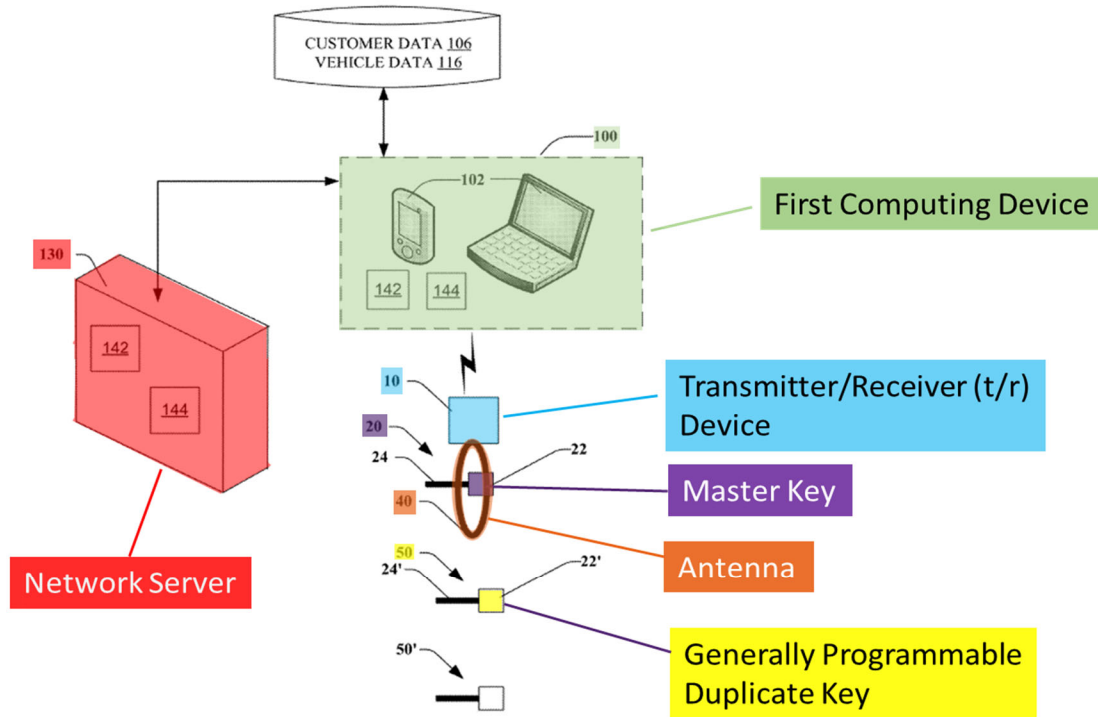 CUSTOMER DATA 106
VEHICLE DATA 116
100
102
142
144
First Computing Device
130
142
144
10
Transmitter/Receiver (t/r)
Device
20
24
22
Master Key
40
Antenna
Network Server
50
24'
22'
Generally Programmable
Duplicate Key
50'